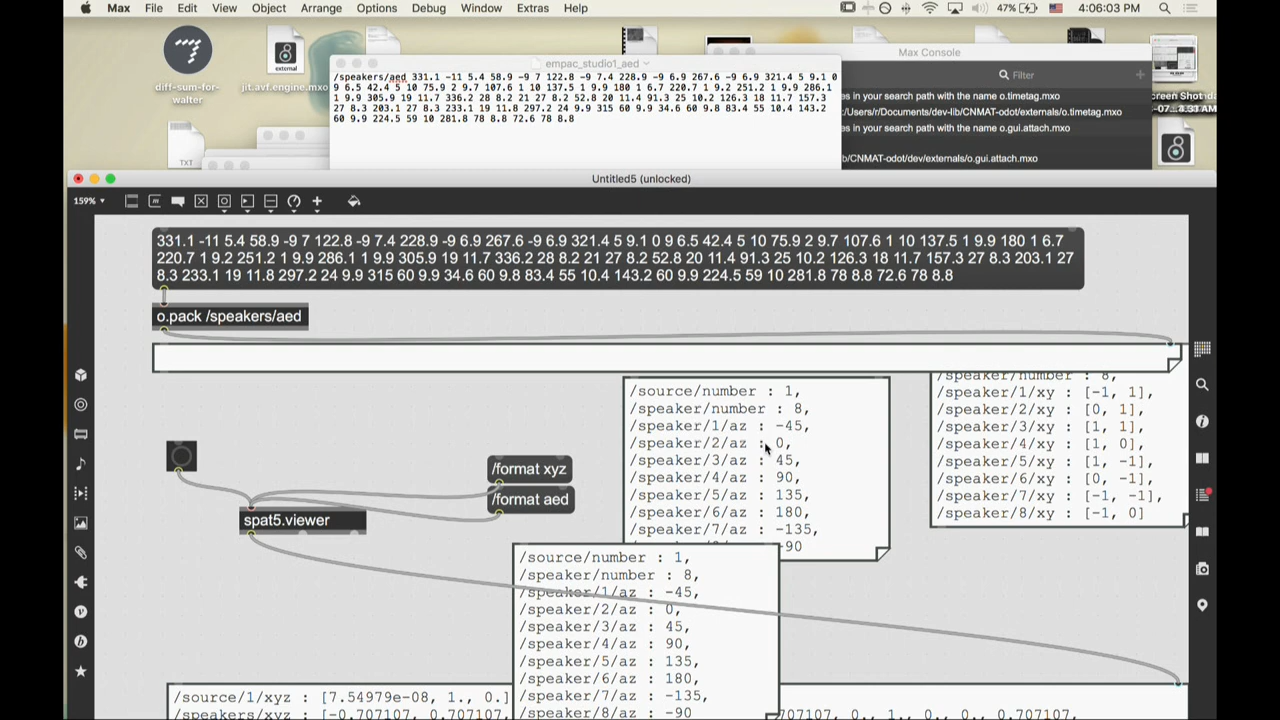 Max File Edit View Object Arrange Options Debug Window Extras Help 47% 4:06:03 PM
diff-sum-for-walter
external
jit.avf.engine.mxo
TXT
empac_studio1_aed
/speakers/aed 331.1 -11 5.4 58.9 -9 7 122.8 -9 7.4 228.9 -9 6.9 267.6 -9 6.9 321.4 5 9.1 0
9 6.5 42.4 5 10 75.9 2 9.7 107.6 1 10 137.5 1 9.9 180 1 6.7 220.7 1 9.2 251.2 1 9.9 286.1
1 9.9 305.9 19 11.7 336.2 28 8.2 21 27 8.2 52.8 20 11.4 91.3 25 10.2 126.3 18 11.7 157.3
27 8.3 203.1 27 8.3 233.1 19 11.8 297.2 24 9.9 315 60 9.9 34.6 60 9.8 83.4 55 10.4 143.2
60 9.9 224.5 59 10 281.8 78 8.8 72.6 78 8.8
Max Console
Filter
es in your search path with the name o.timetag.mxo
:/Users/r/Documents/dev-lib/CNMAT-odot/externals/o.timetag.mxo
es in your search path with the name o.gui.attach.mxo
b/CNMAT-odot/dev/externals/o.gui.attach.mxo
creen Shot
Untitled5 (unlocked)
159%
331.1 -11 5.4 58.9 -9 7 122.8 -9 7.4 228.9 -9 6.9 267.6 -9 6.9 321.4 5 9.1 0 9 6.5 42.4 5 10 75.9 2 9.7 107.6 1 10 137.5 1 9.9 180 1 6.7
220.7 1 9.2 251.2 1 9.9 286.1 1 9.9 305.9 19 11.7 336.2 28 8.2 21 27 8.2 52.8 20 11.4 91.3 25 10.2 126.3 18 11.7 157.3 27 8.3 203.1 27
8.3 233.1 19 11.8 297.2 24 9.9 315 60 9.9 34.6 60 9.8 83.4 55 10.4 143.2 60 9.9 224.5 59 10 281.8 78 8.8 72.6 78 8.8
o.pack /speakers/aed
/source/number : 1,
/speaker/number : 8,
/speaker/1/az : -45,
/speaker/2/az : 0,
/speaker/3/az : 45,
/speaker/4/az : 90,
/speaker/5/az : 135,
/speaker/6/az : 180,
/speaker/7/az : -135,
-90
/speaker/number : 8,
/speaker/1/xy : [-1, 1],
/speaker/2/xy : [0, 1],
/speaker/3/xy : [1, 1],
/speaker/4/xy : [1, 0],
/speaker/5/xy : [1, -1],
/speaker/6/xy : [0, -1],
/speaker/7/xy : [-1, -1],
/speaker/8/xy : [-1, 0]
/format xyz
/format aed
spat5.viewer
/source/number : 1,
/speaker/number : 8,
/speaker/1/az : -45,
/speaker/2/az : 0,
/speaker/3/az : 45,
/speaker/4/az : 90,
/speaker/5/az : 135,
/speaker/6/az : 180,
/speaker/7/az : -135,
/speaker/8/az : -90
/source/1/xyz : [7.54979e-08, 1., 0.]
/speakers/xyz : [-0.707107, 0.707107, 707107, 0., 1., 0., 0., 0.707107,